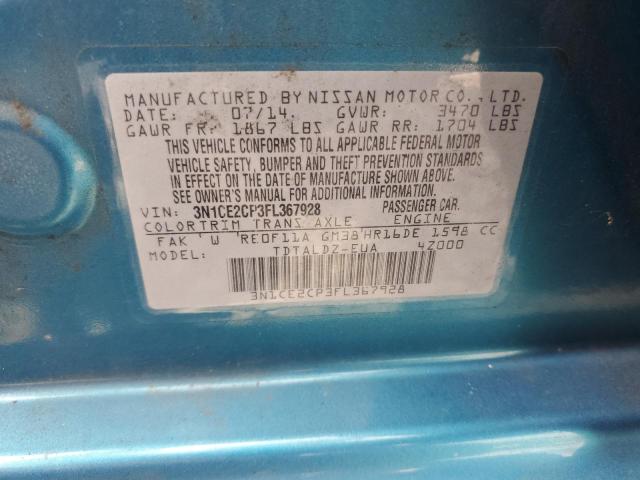 MANUFACTURED BY NISSAN MOTOR CO., LTD.
DATE: 07/14 GVWR: 3470 LBS
GAWR FR: 1867 LBS GAWR RR: 1704 LBS
THIS VEHICLE CONFORMS TO ALL APPLICABLE FEDERAL MOTOR
VEHICLE SAFETY, BUMPER AND THEFT PREVENTION STANDARDS
IN EFFECT ON THE DATE OF MANUFACTURE SHOWN ABOVE.
SEE OWNER'S MANUAL FOR ADDITIONAL INFORMATION.
VIN: 3N1CE2CP3FL367928 PASSENGER CAR.
COLOR TRIM TRANS AXLE ENGINE
FAK W RE0F11A GM38 HR16DE 1598 CC
MODEL: TDTALDZ-EUA 42000
3N1CE2CP3FL367928